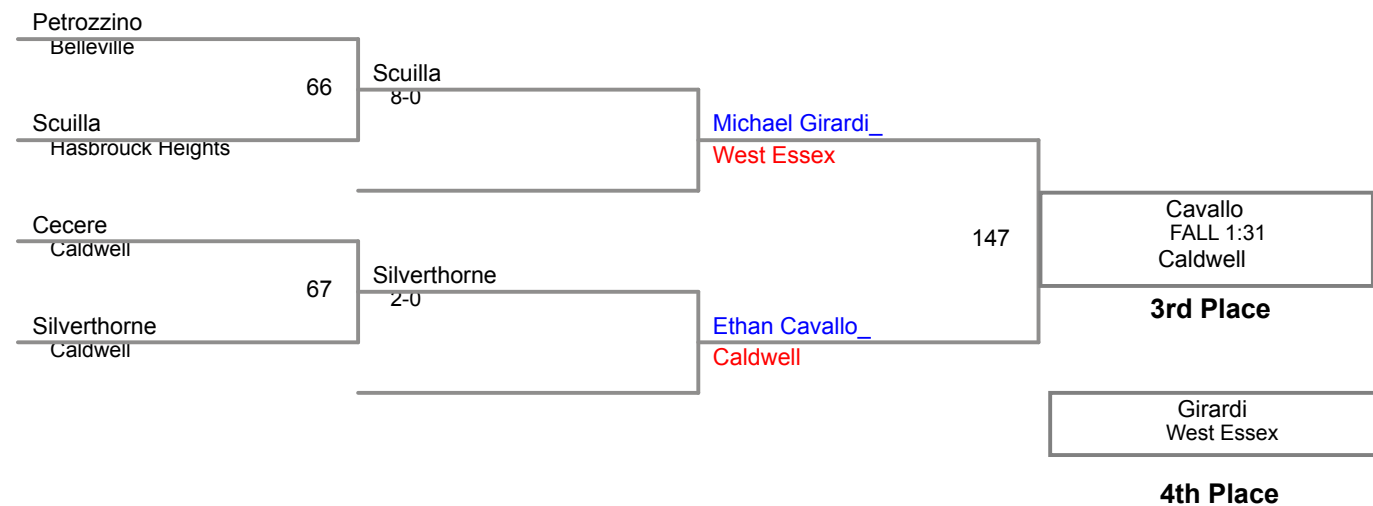 Petrozzino
Belleville
66
Scuilla
8-0
Scuilla
Hasbrouck Heights
Michael Girardi_
West Essex
Cecere
Caldwell
67
Silverthorne
2-0
Silverthorne
Caldwell
Ethan Cavallo_
Caldwell
147
Cavallo
FALL 1:31
Caldwell
3rd Place
Girardi
West Essex
4th Place